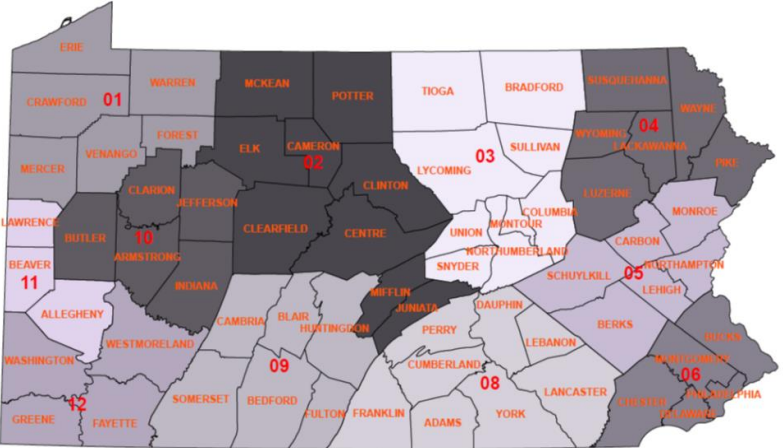 ERIE
CRAWFORD
01
WARREN
FOREST
MERCER
VENANGO
MCKEAN
POTTER
ELK
CAMERON
02
CLINTON
CLEARFIELD
CENTRE
MIFFLIN
JUNIATA
TIOGA
BRADFORD
LYCOMING
03
SULLIVAN
COLUMBIA
MONTOUR
UNION
NORTHUMBERLAND
SNYDER
SUSQUEHANNA
WAYNE
WYOMING
04
LACKAWANNA
PIKE
LUZERNE
MONROE
CARBON
NORTHAMPTON
SCHUYLKILL
05
LEHIGH
BERKS
BUCKS
MONTGOMERY
06
PHILADELPHIA
CHESTER
DELAWARE
DAUPHIN
PERRY
LEBANON
CUMBERLAND
08
LANCASTER
FRANKLIN
ADAMS
YORK
CAMBRIA
BLAIR
HUNTINGDON
09
SOMERSET
BEDFORD
FULTON
CLARION
JEFFERSON
BUTLER
10
ARMSTRONG
INDIANA
LAWRENCE
BEAVER
11
ALLEGHENY
WESTMORELAND
WASHINGTON
12
GREENE
FAYETTE